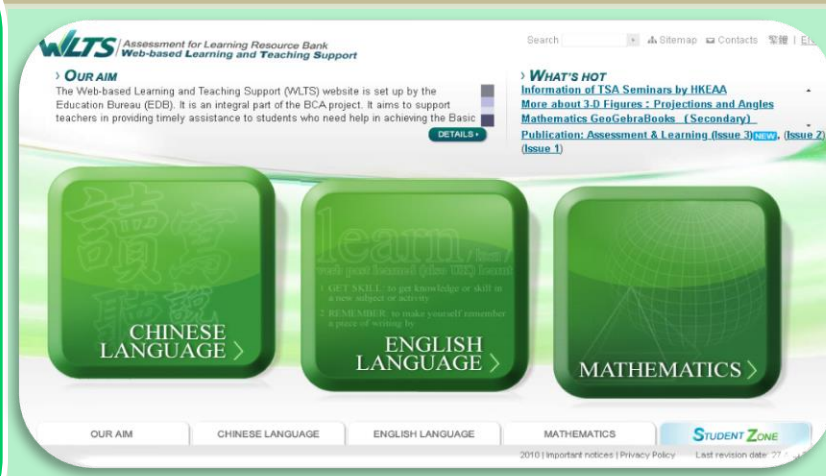 WLTS Assessment for Learning Resource Bank
Web-based Learning and Teaching Support
Search Sitemap Contacts 繁體 |
› OUR AIM
The Web-based Learning and Teaching Support (WLTS) website is set up by the
Education Bureau (EDB). It is an integral part of the BCA project. It aims to support
teachers in providing timely assistance to students who need help in achieving the Basic
DETAILS
› WHAT'S HOT
Information of TSA Seminars by HKEAA
More about 3-D Figures : Projections and Angles
Mathematics GeoGebraBooks (Secondary)
Publication: Assessment & Learning (Issue 3)NEW, (Issue 2)
(Issue 1)
讀寫
聽說
CHINESE
LANGUAGE
learn
1 GET SKILL: to get knowledge or skill in
a new subject or activity
2 REMEMBER: to make yourself remember
a piece of writing by
ENGLISH
LANGUAGE
MATHEMATICS
OUR AIM CHINESE LANGUAGE ENGLISH LANGUAGE MATHEMATICS STUDENT ZONE
2010 | Important notices | Privacy Policy Last revision date: 27